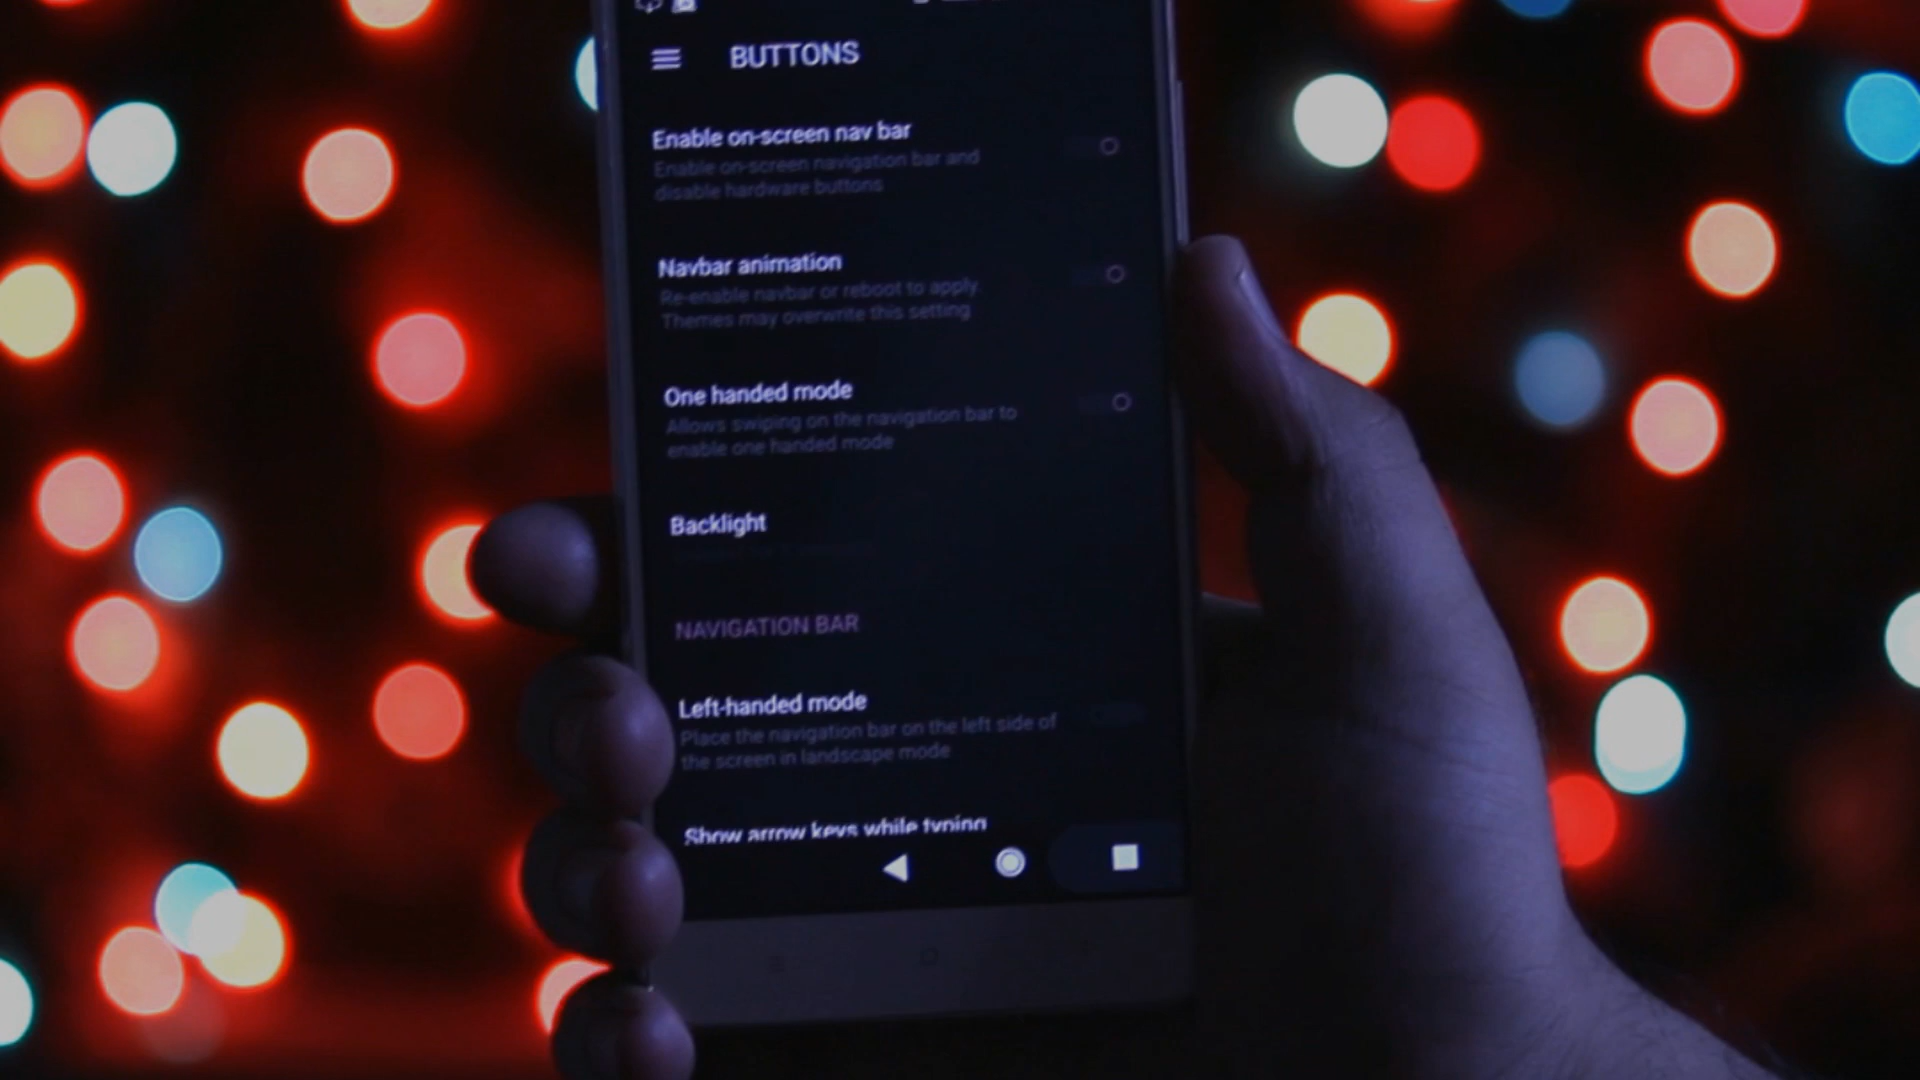 BUTTONS
Enable on-screen nav bar
Enable on-screen navigation bar and
disable hardware buttons
Navbar animation
Re-enable navbar or reboot to apply
Themes may overwrite this setting
One handed mode
Allows swiping on the navigation bar to
enable one handed mode
Backlight
NAVIGATION BAR
Left-handed mode
Place the navigation bar on the left side of
the screen in landscape mode
Show arrow keys while typing